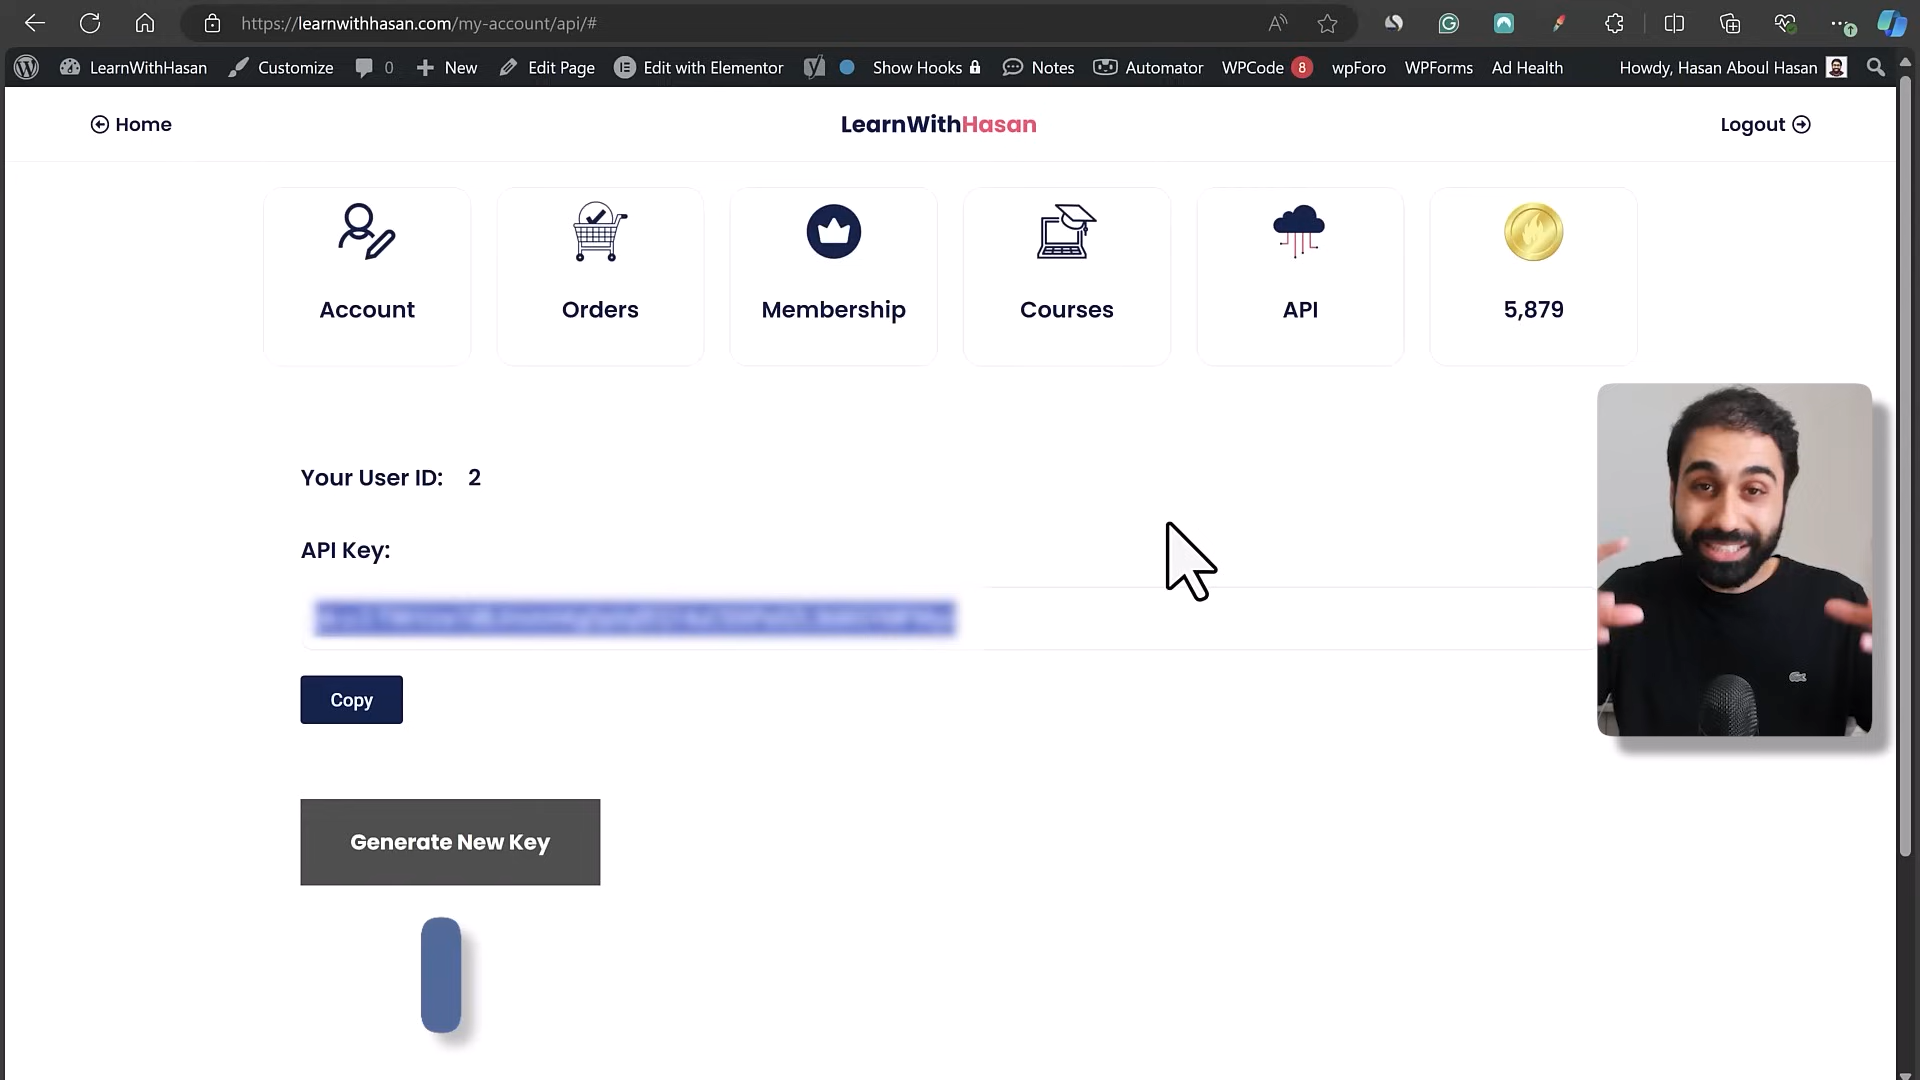 https://learnwithhasan.com/my-account/api/#
LearnWithHasan Customize 0 New Edit Page Edit with Elementor Show Hooks Notes Automator WPCode 8 wpForo WPForms Ad Health Howdy, Hasan Aboul Hasan
Home LearnWithHasan Logout
Account Orders Membership Courses API 5,879
Your User ID: 2
API Key:
Copy
Generate New Key